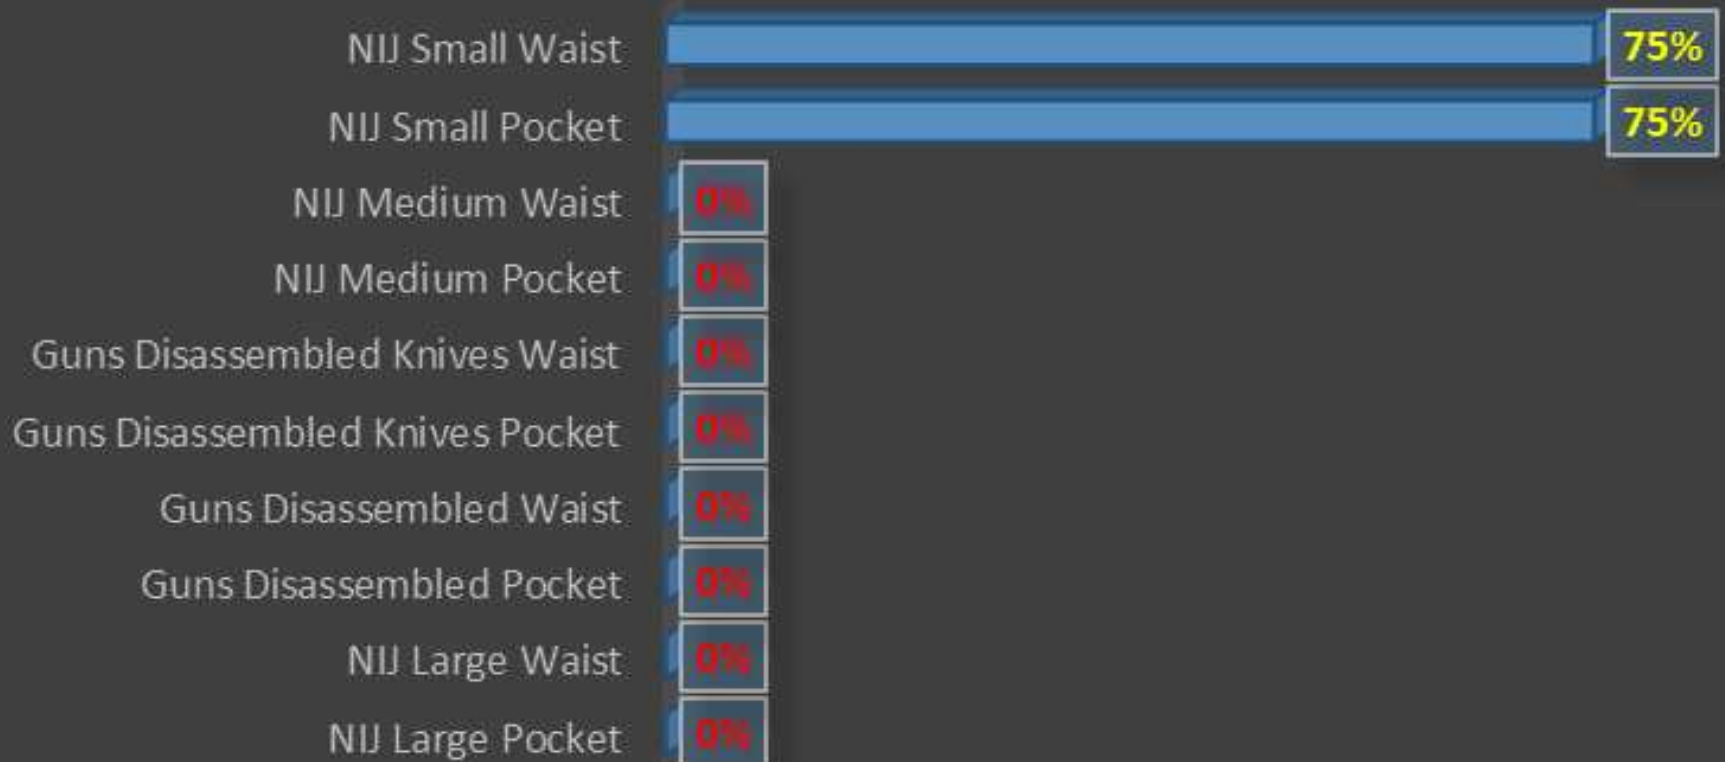 NIJ Small Waist 75%
NIJ Small Pocket 75%
NIJ Medium Waist 0%
NIJ Medium Pocket 0%
Guns Disassembled Knives Waist 0%
Guns Disassembled Knives Pocket 0%
Guns Disassembled Waist 0%
Guns Disassembled Pocket 0%
NIJ Large Waist 0%
NIJ Large Pocket 0%